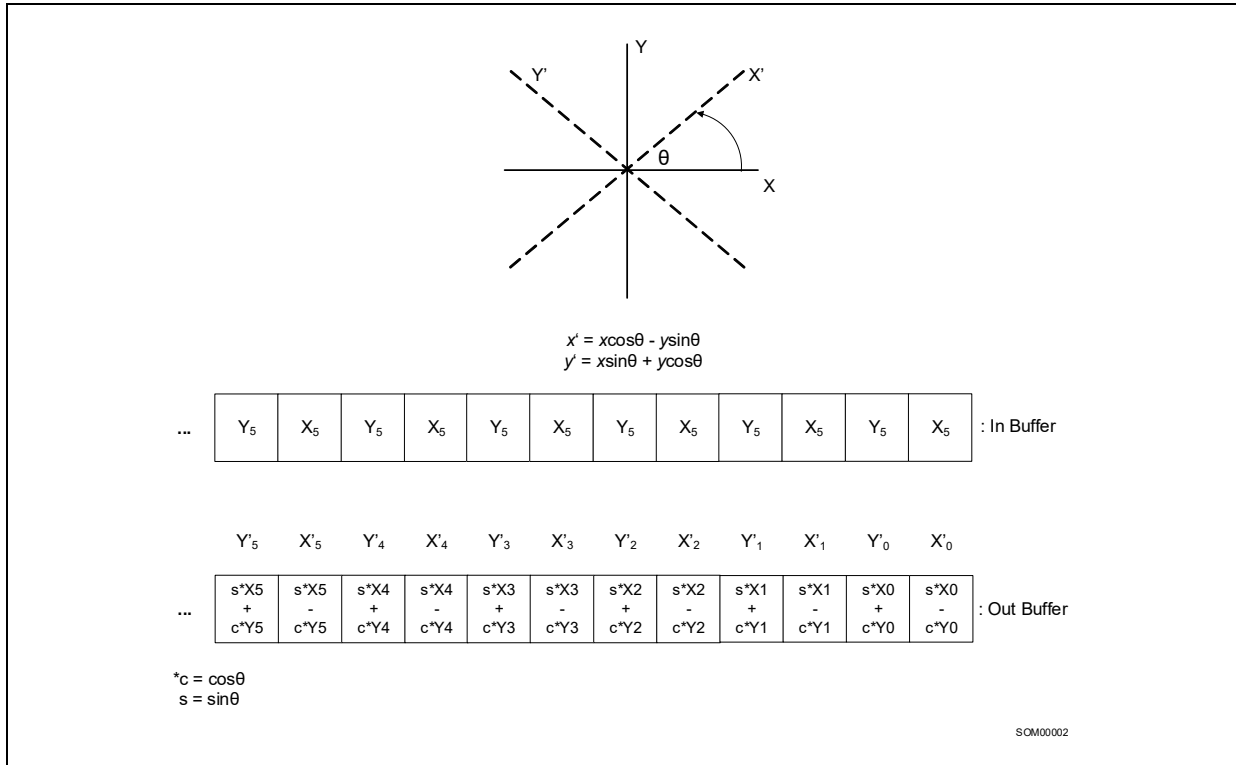 Y
Y’ X’
θ
X
x‘ = xcosθ - ysinθ
y‘ = xsinθ + ycosθ
... Y₅ X₅ Y₅ X₅ Y₅ X₅ Y₅ X₅ Y₅ X₅ Y₅ X₅ : In Buffer
Y’₅ X’₅ Y’₄ X’₄ Y’₃ X’₃ Y’₂ X’₂ Y’₁ X’₁ Y’₀ X’₀
s*X5 s*X5 s*X4 s*X4 s*X3 s*X3 s*X2 s*X2 s*X1 s*X1 s*X0 s*X0
... + - + - + - + - + - + - : Out Buffer
c*Y5 c*Y5 c*Y4 c*Y4 c*Y3 c*Y3 c*Y2 c*Y2 c*Y1 c*Y1 c*Y0 c*Y0
*c = cosθ
s = sinθ
SOM00002